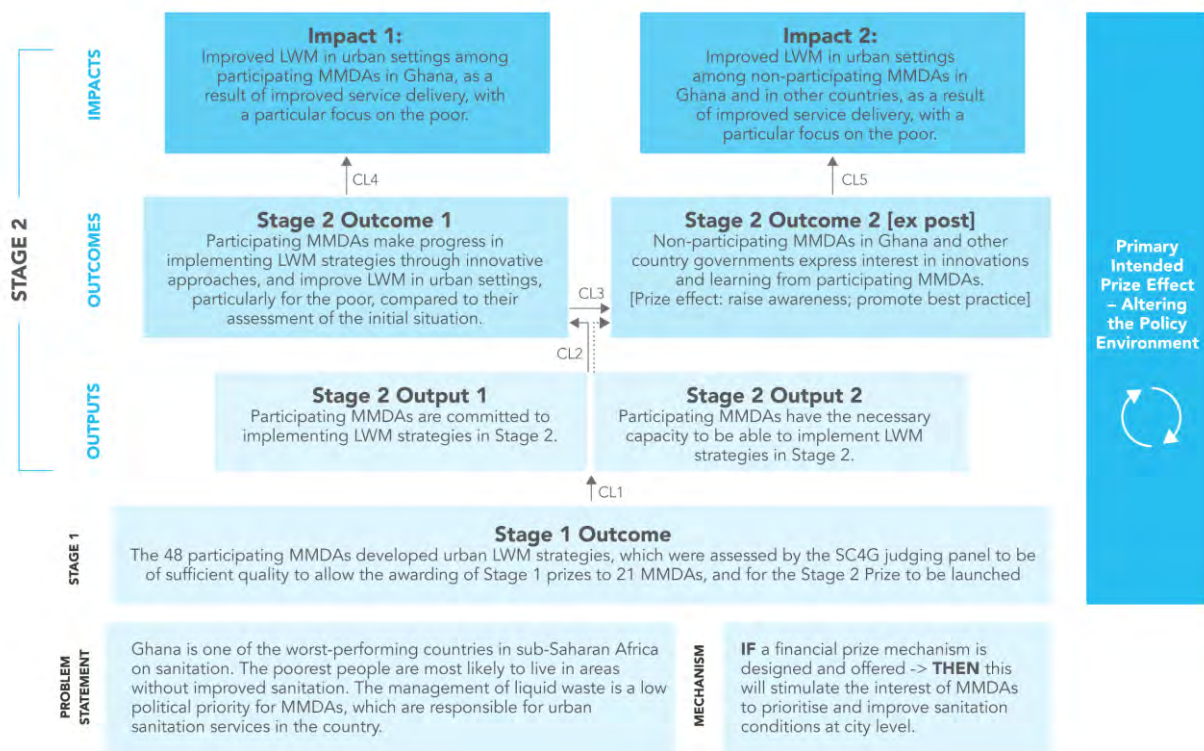 STAGE 2
IMPACTS
Impact 1:
Improved LWM in urban settings among
participating MMDAs in Ghana, as a
result of improved service delivery, with
a particular focus on the poor.
Impact 2:
Improved LWM in urban settings
among non-participating MMDAs in
Ghana and in other countries, as a result
of improved service delivery, with a
particular focus on the poor.
CL4
CL5
OUTCOMES
Stage 2 Outcome 1
Participating MMDAs make progress in
implementing LWM strategies through innovative
approaches, and improve LWM in urban settings,
particularly for the poor, compared to their
assessment of the initial situation.
CL3
Stage 2 Outcome 2 [ex post]
Non-participating MMDAs in Ghana and other
country governments express interest in innovations
and learning from participating MMDAs.
[Prize effect: raise awareness; promote best practice]
CL2
OUTPUTS
Stage 2 Output 1
Participating MMDAs are committed to
implementing LWM strategies in Stage 2.
Stage 2 Output 2
Participating MMDAs have the necessary
capacity to be able to implement LWM
strategies in Stage 2.
CL1
Primary
Intended
Prize Effect
– Altering
the Policy
Environment
STAGE 1
Stage 1 Outcome
The 48 participating MMDAs developed urban LWM strategies, which were assessed by the SC4G judging panel to be
of sufficient quality to allow the awarding of Stage 1 prizes to 21 MMDAs, and for the Stage 2 Prize to be launched
PROBLEM
STATEMENT
Ghana is one of the worst-performing countries in sub-Saharan Africa
on sanitation. The poorest people are most likely to live in areas
without improved sanitation. The management of liquid waste is a low
political priority for MMDAs, which are responsible for urban
sanitation services in the country.
MECHANISM
IF a financial prize mechanism is
designed and offered -> THEN this
will stimulate the interest of MMDAs
to prioritise and improve sanitation
conditions at city level.